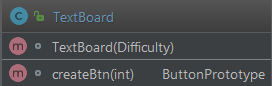 C TextBoard
m TextBoard(Difficulty)
m createBtn(int) ButtonPrototype